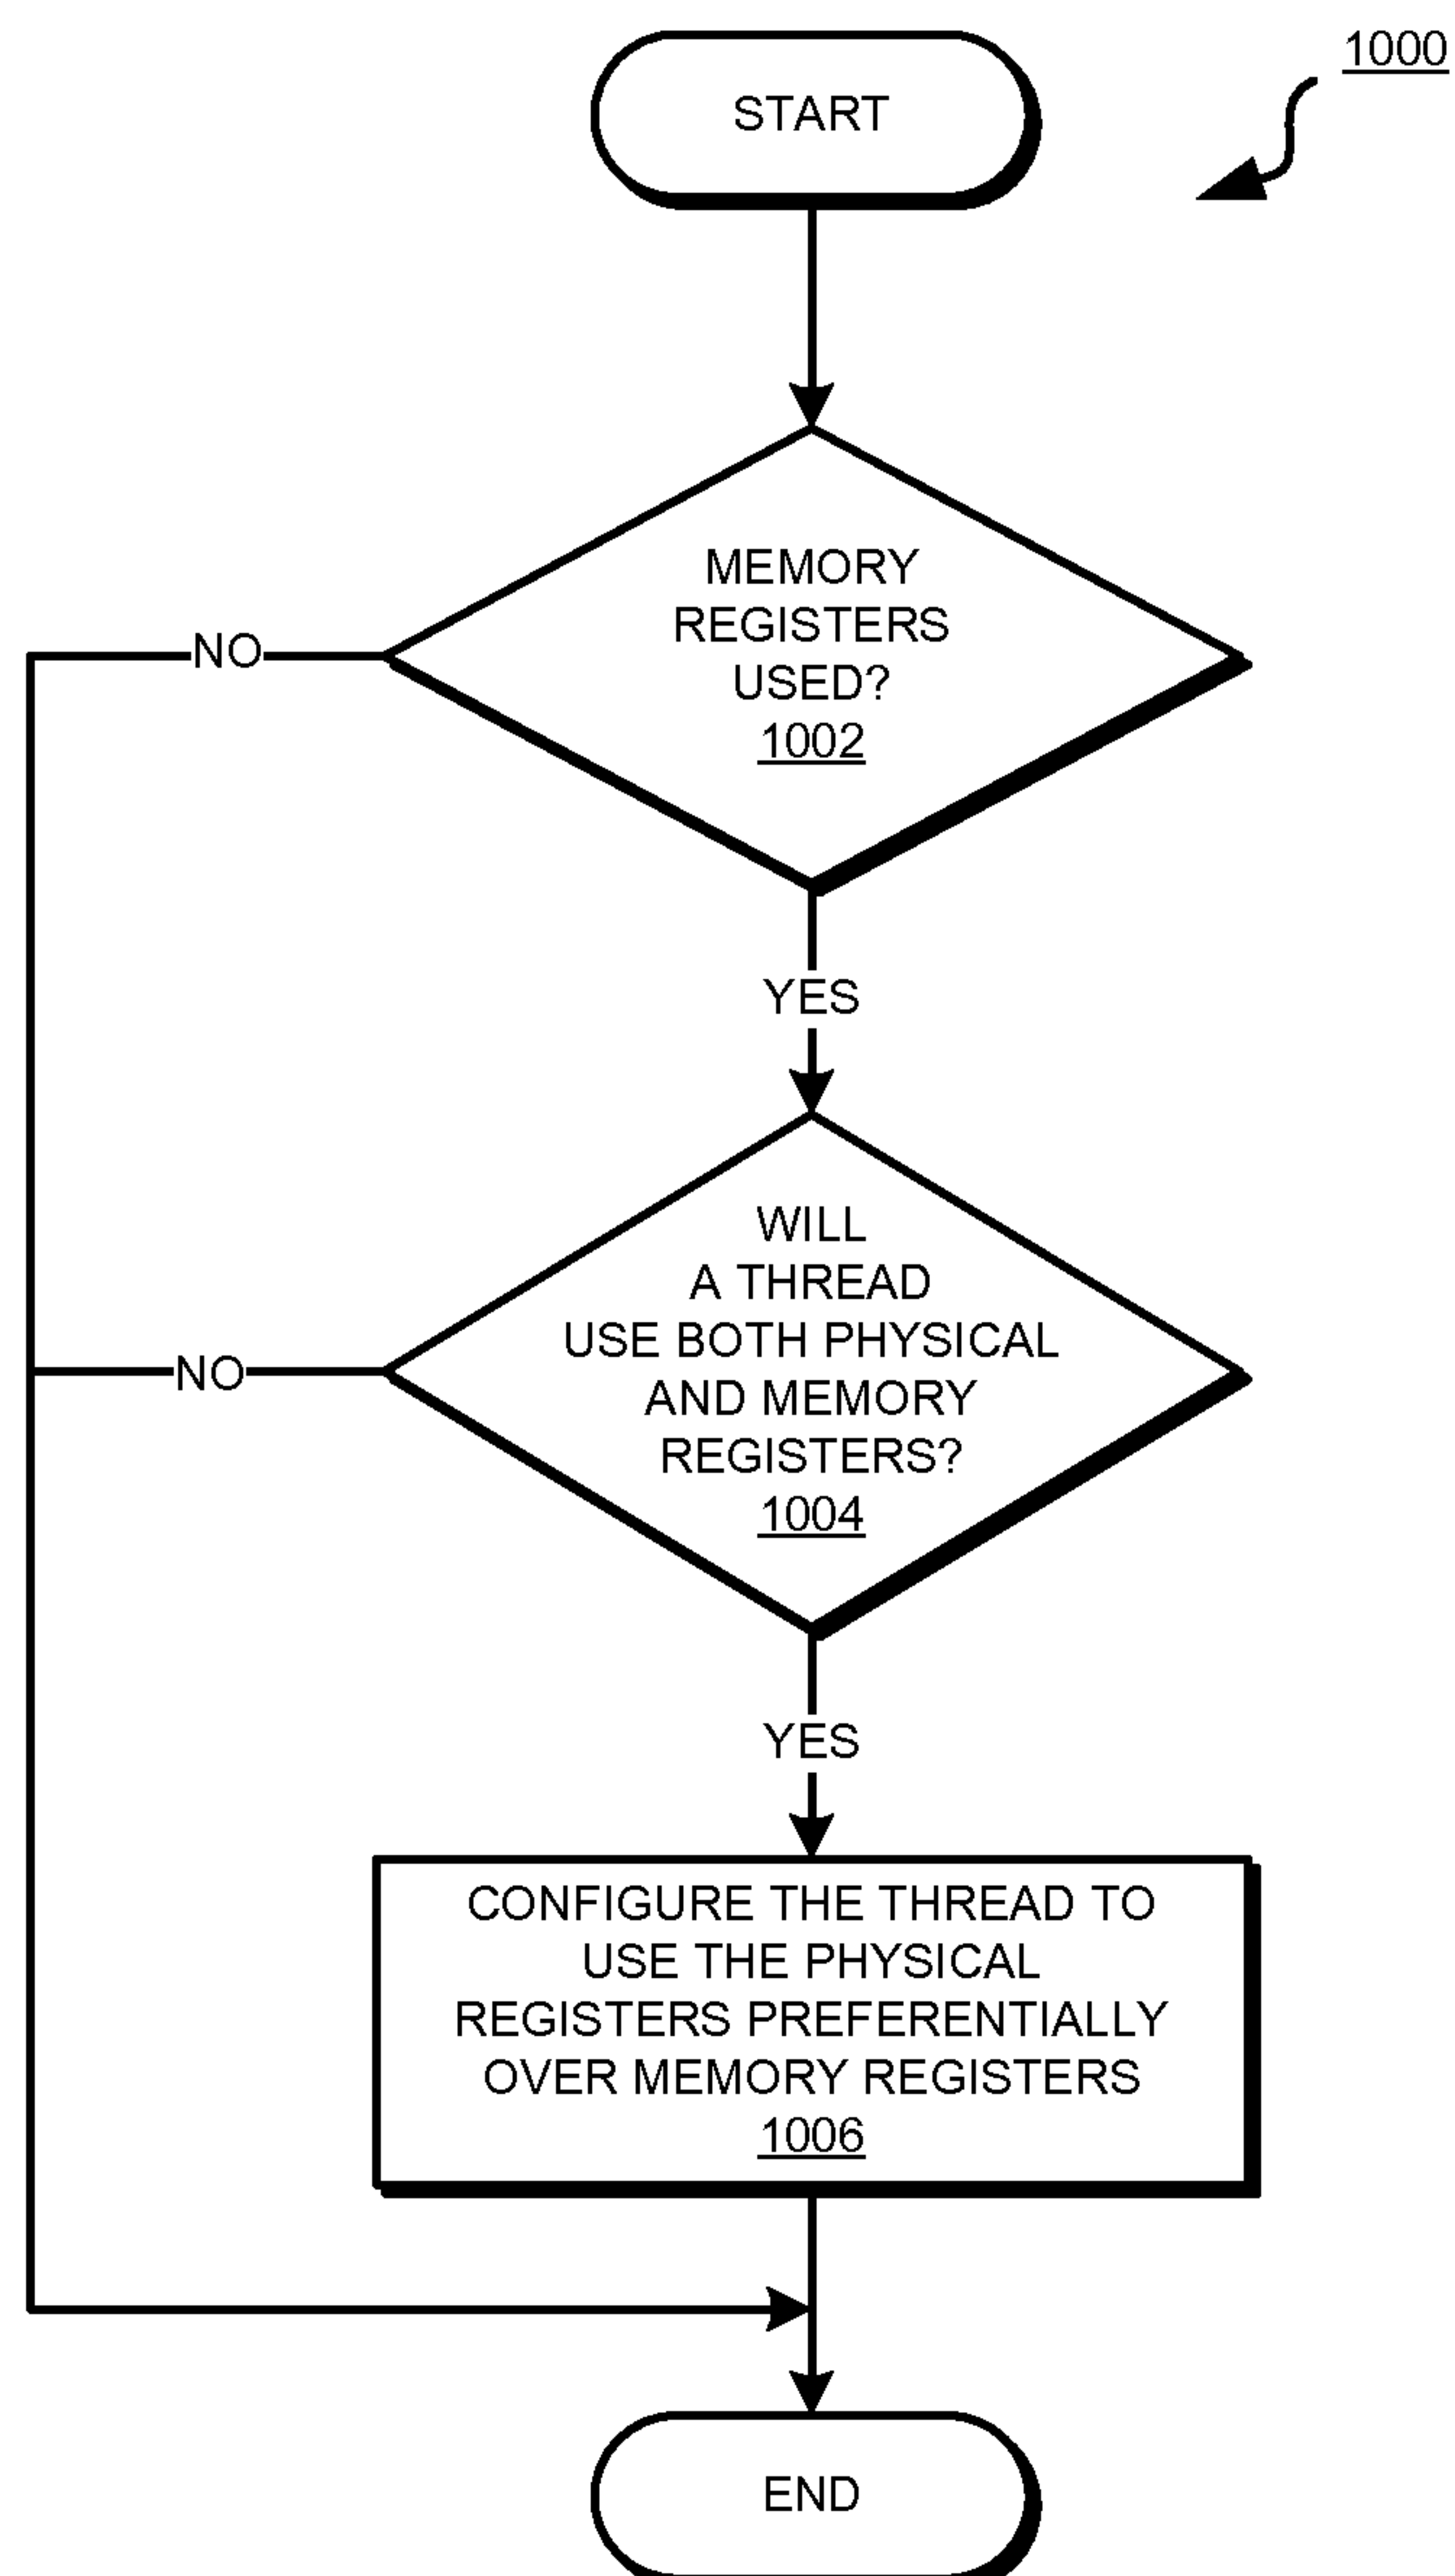 1000
START
MEMORY
REGISTERS
USED?
1002
NO
YES
WILL
A THREAD
USE BOTH PHYSICAL
AND MEMORY
REGISTERS?
1004
NO
YES
CONFIGURE THE THREAD TO
USE THE PHYSICAL
REGISTERS PREFERENTIALLY
OVER MEMORY REGISTERS
1006
END